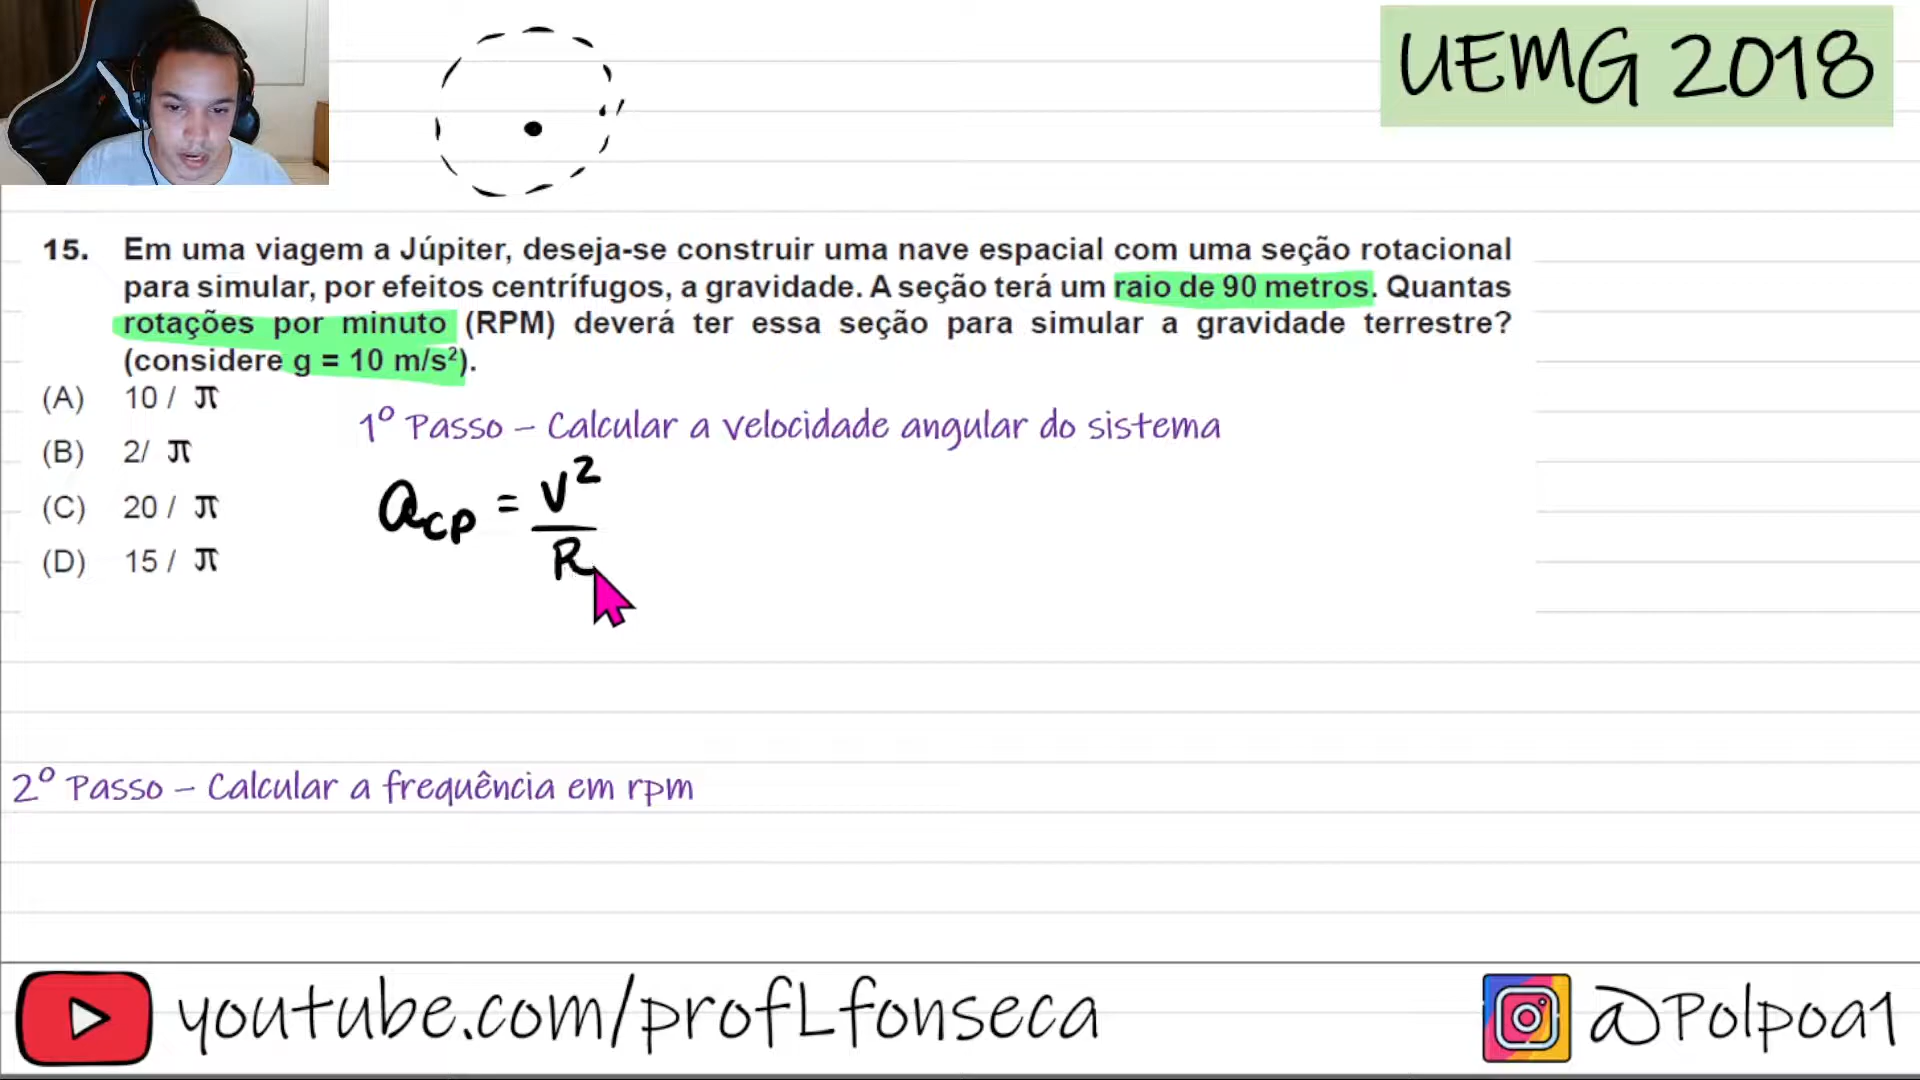 UEMG 2018
15. Em uma viagem a Júpiter, deseja-se construir uma nave espacial com uma seção rotacional
para simular, por efeitos centrífugos, a gravidade. A seção terá um raio de 90 metros. Quantas
rotações por minuto (RPM) deverá ter essa seção para simular a gravidade terrestre?
(considere g = 10 m/s²).
(A) 10 / π
(B) 2/ π
(C) 20 / π
(D) 15 / π
1º Passo – Calcular a velocidade angular do sistema
acp = v²
R
2º Passo – Calcular a frequência em rpm
youtube.com/profLfonseca
@Polpoa1